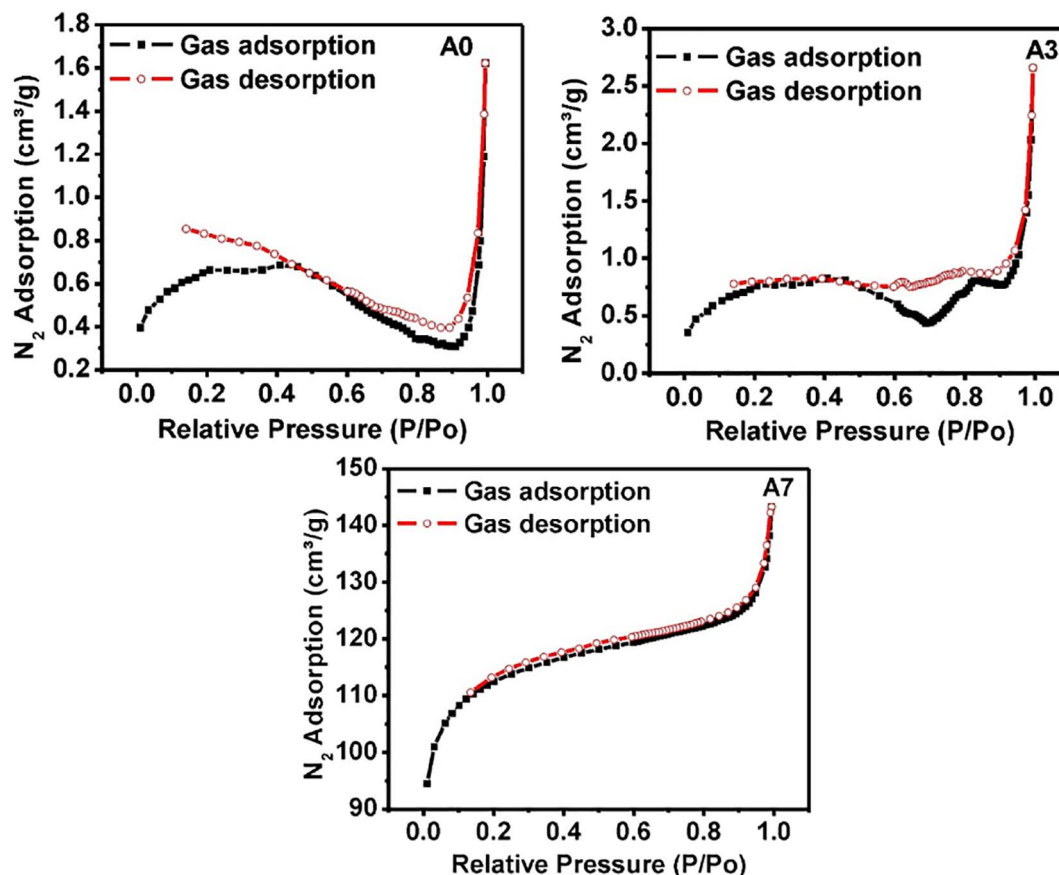 A0
Gas adsorption
Gas desorption
N₂ Adsorption (cm³/g)
1.8
1.6
1.4
1.2
1.0
0.8
0.6
0.4
0.2
0.0 0.2 0.4 0.6 0.8 1.0
Relative Pressure (P/Po)
A3
Gas adsorption
Gas desorption
N₂ Adsorption (cm³/g)
3.0
2.5
2.0
1.5
1.0
0.5
0.0
0.0 0.2 0.4 0.6 0.8 1.0
Relative Pressure (P/Po)
A7
Gas adsorption
Gas desorption
N₂ Adsorption (cm³/g)
150
140
130
120
110
100
90
0.0 0.2 0.4 0.6 0.8 1.0
Relative Pressure (P/Po)